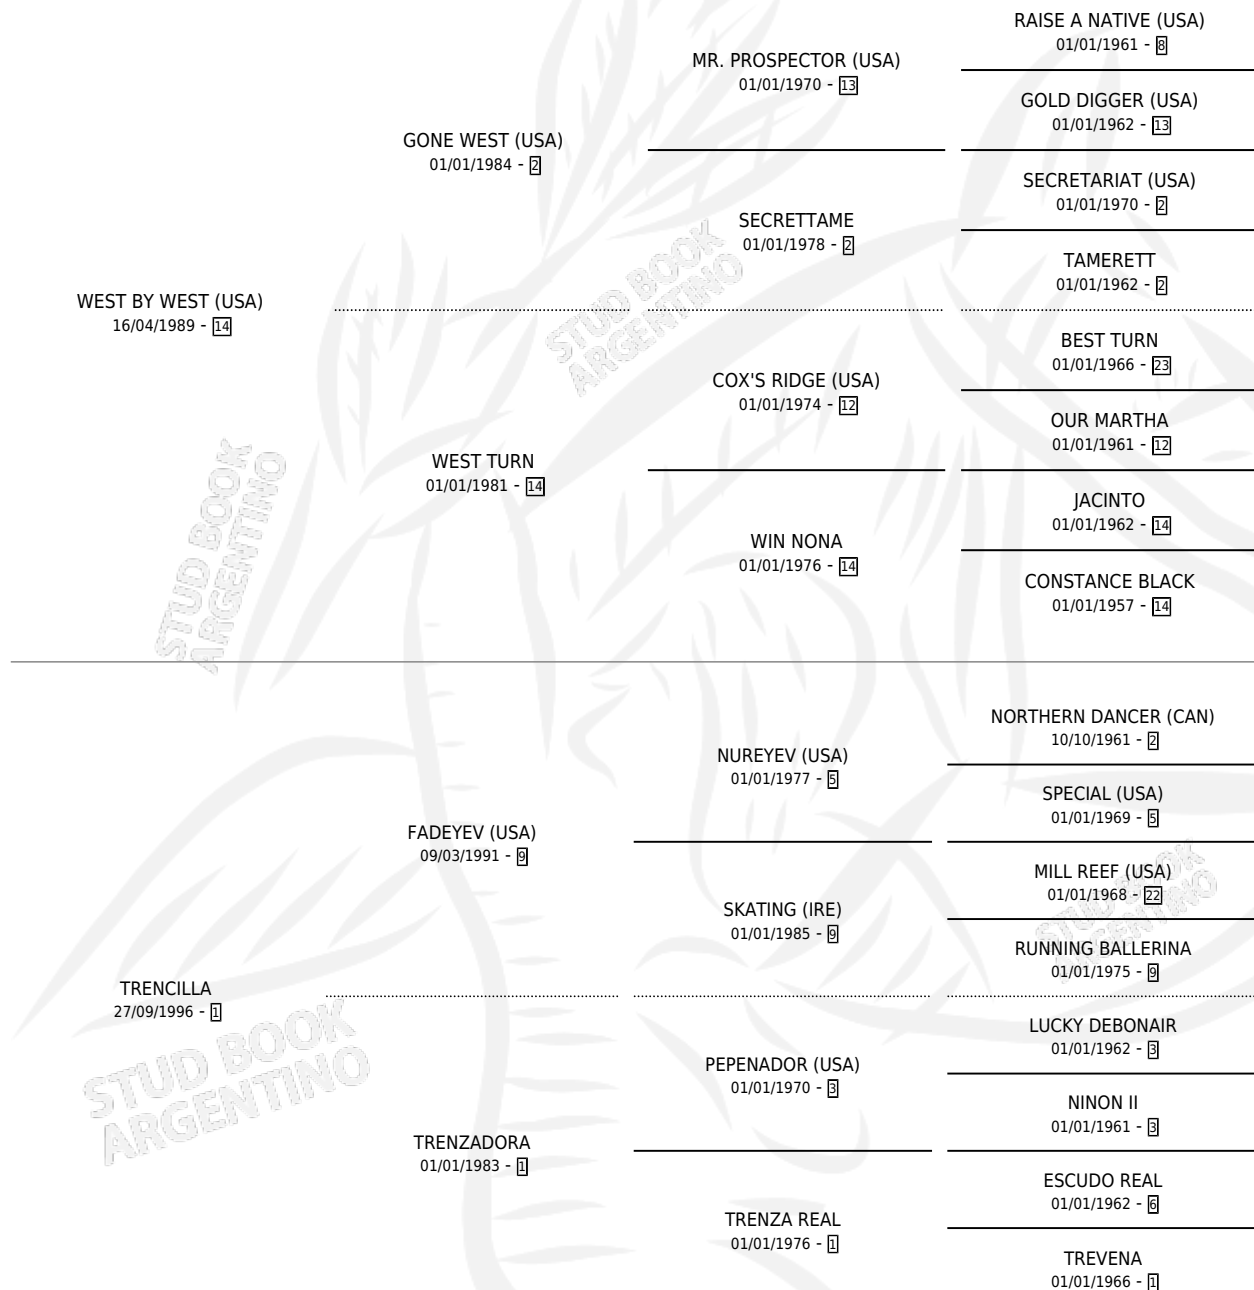 RAISE A NATIVE (USA)
01/01/1961 - 8
MR. PROSPECTOR (USA)
01/01/1970 - 13
GOLD DIGGER (USA)
01/01/1962 - 13
GONE WEST (USA)
01/01/1984 - 2
SECRETARIAT (USA)
01/01/1970 - 2
SECRETTAME
01/01/1978 - 2
TAMERETT
01/01/1962 - 2
WEST BY WEST (USA)
16/04/1989 - 14
BEST TURN
01/01/1966 - 23
COX'S RIDGE (USA)
01/01/1974 - 12
OUR MARTHA
01/01/1961 - 12
WEST TURN
01/01/1981 - 14
JACINTO
01/01/1962 - 14
WIN NONA
01/01/1976 - 14
CONSTANCE BLACK
01/01/1957 - 14
NORTHERN DANCER (CAN)
10/10/1961 - 2
NUREYEV (USA)
01/01/1977 - 5
SPECIAL (USA)
01/01/1969 - 5
FADEYEV (USA)
09/03/1991 - 9
MILL REEF (USA)
01/01/1968 - 22
SKATING (IRE)
01/01/1985 - 9
RUNNING BALLERINA
01/01/1975 - 9
TRENCILLA
27/09/1996 - 1
LUCKY DEBONAIR
01/01/1962 - 3
PEPENADOR (USA)
01/01/1970 - 3
NINON II
01/01/1961 - 3
TRENZADORA
01/01/1983 - 1
ESCUDO REAL
01/01/1962 - 6
TRENZA REAL
01/01/1976 - 1
TREVENA
01/01/1966 - 1
STUD BOOK
ARGENTINO
STUD BOOK
ARGENTINO
STUD BOOK
ARGENTINO
STUD BOOK
ARGENTINO